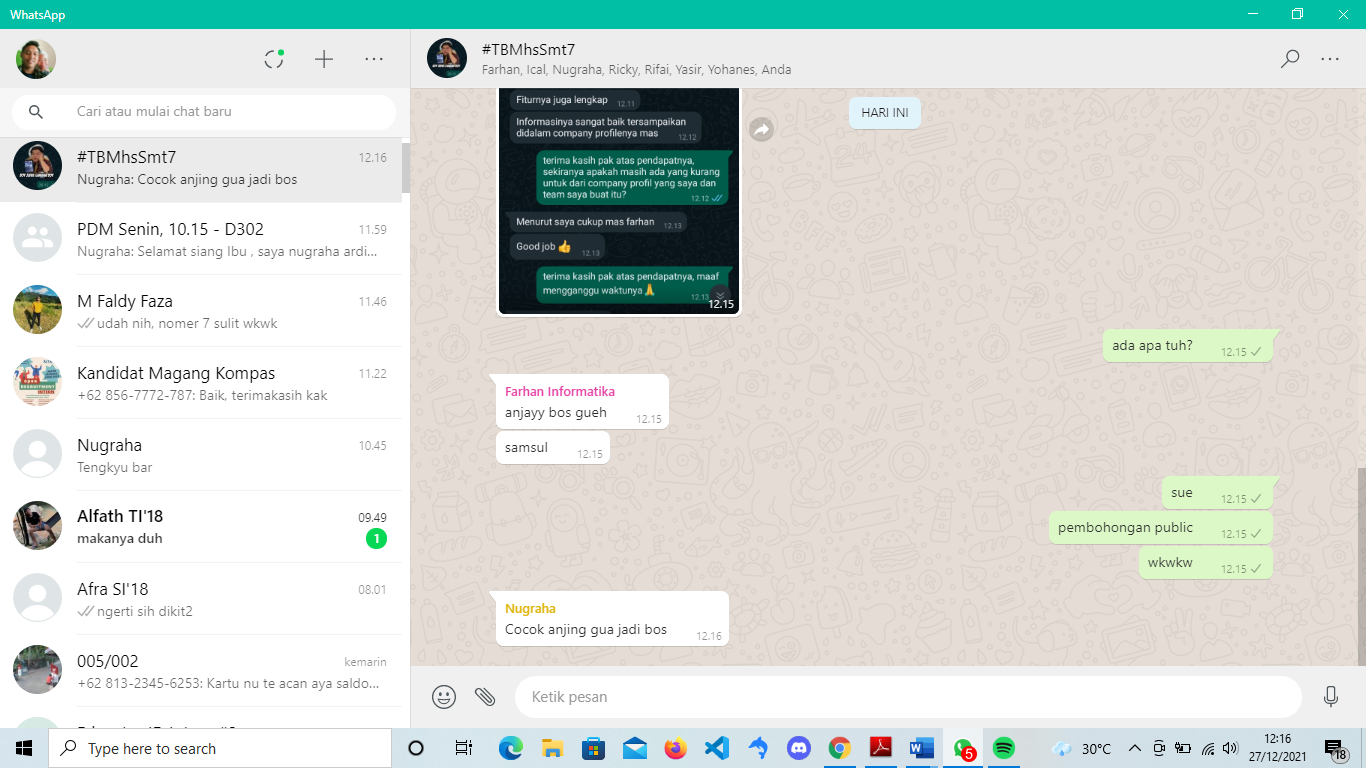 WhatsApp
Cari atau mulai chat baru
#TBMhsSmt7
12.16
Nugraha: Cocok anjing gua jadi bos
PDM Senin, 10.15 - D302
11.59
Nugraha: Selamat siang Ibu , saya nugraha ardi...
M Faldy Faza
11.46
udah nih, nomer 7 sulit wkwk
Kandidat Magang Kompas
11.22
+62 856-7772-787: Baik, terimakasih kak
Nugraha
10.45
Tengkyu bar
Alfath TI'18
09.49
makanya duh
1
Afra SI'18
08.01
ngerti sih dikit2
005/002
kemarin
+62 813-2345-6253: Kartu nu te acan aya saldo...
#TBMhsSmt7
Farhan, Ical, Nugraha, Ricky, Rifai, Yasir, Yohanes, Anda
HARI INI
Fiturnya juga lengkap 12.11
Informasinya sangat baik tersampaikan
didalam company profilenya mas 12.12
terima kasih pak atas pendapatnya,
sekiranya apakah masih ada yang kurang
untuk dari company profil yang saya dan
team saya buat itu? 12.12
Menurut saya cukup mas farhan 12.13
Good job 👍 12.13
terima kasih pak atas pendapatnya, maaf
mengganggu waktunya 🙏 12.13
12.15
ada apa tuh? 12.15
Farhan Informatika
anjayy bos gueh 12.15
samsul 12.15
sue 12.15
pembohongan public 12.15
wkwkw 12.15
Nugraha
Cocok anjing gua jadi bos 12.16
Ketik pesan
Type here to search
5
30°C
12:16
27/12/2021
18